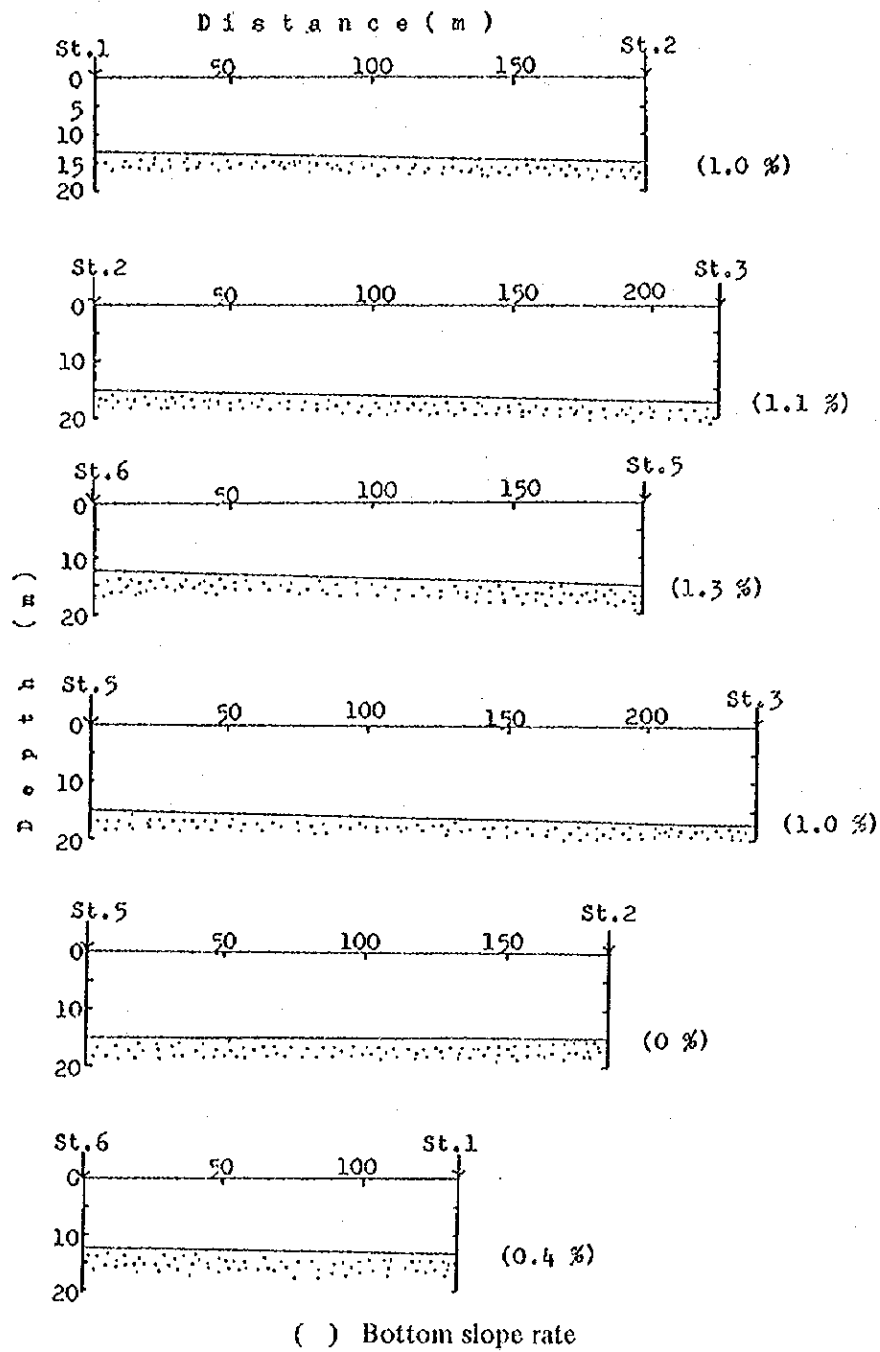 Distance(m)
St.1 St.2
0 50 100 150
5
10
15 (1.0 %)
20
St.2 St.3
0 50 100 150 200
10
20 (1.1 %)
St.6 St.5
0 50 100 150
10
20 (1.3 %)
Depth (m)
St.5 St.3
0 50 100 150 200
10
20 (1.0 %)
St.5 St.2
0 50 100 150
10
20 (0 %)
St.6 St.1
0 50 100
10
20 (0.4 %)
( ) Bottom slope rate